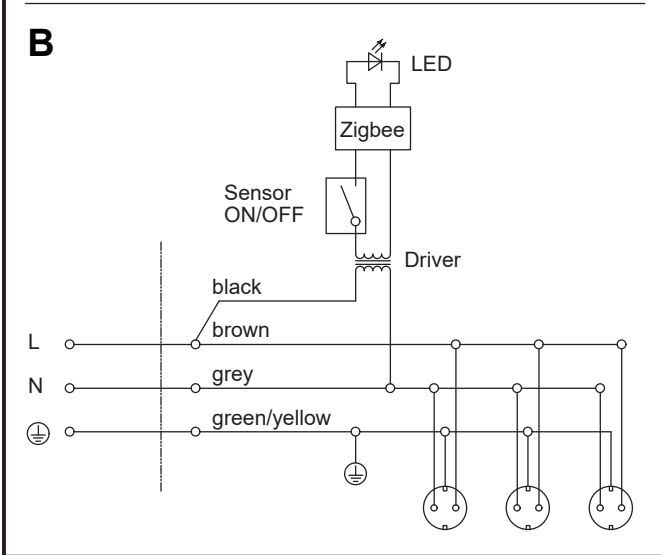 B
LED
Zigbee
Sensor
ON/OFF
Driver
black
L
brown
N
grey
green/yellow